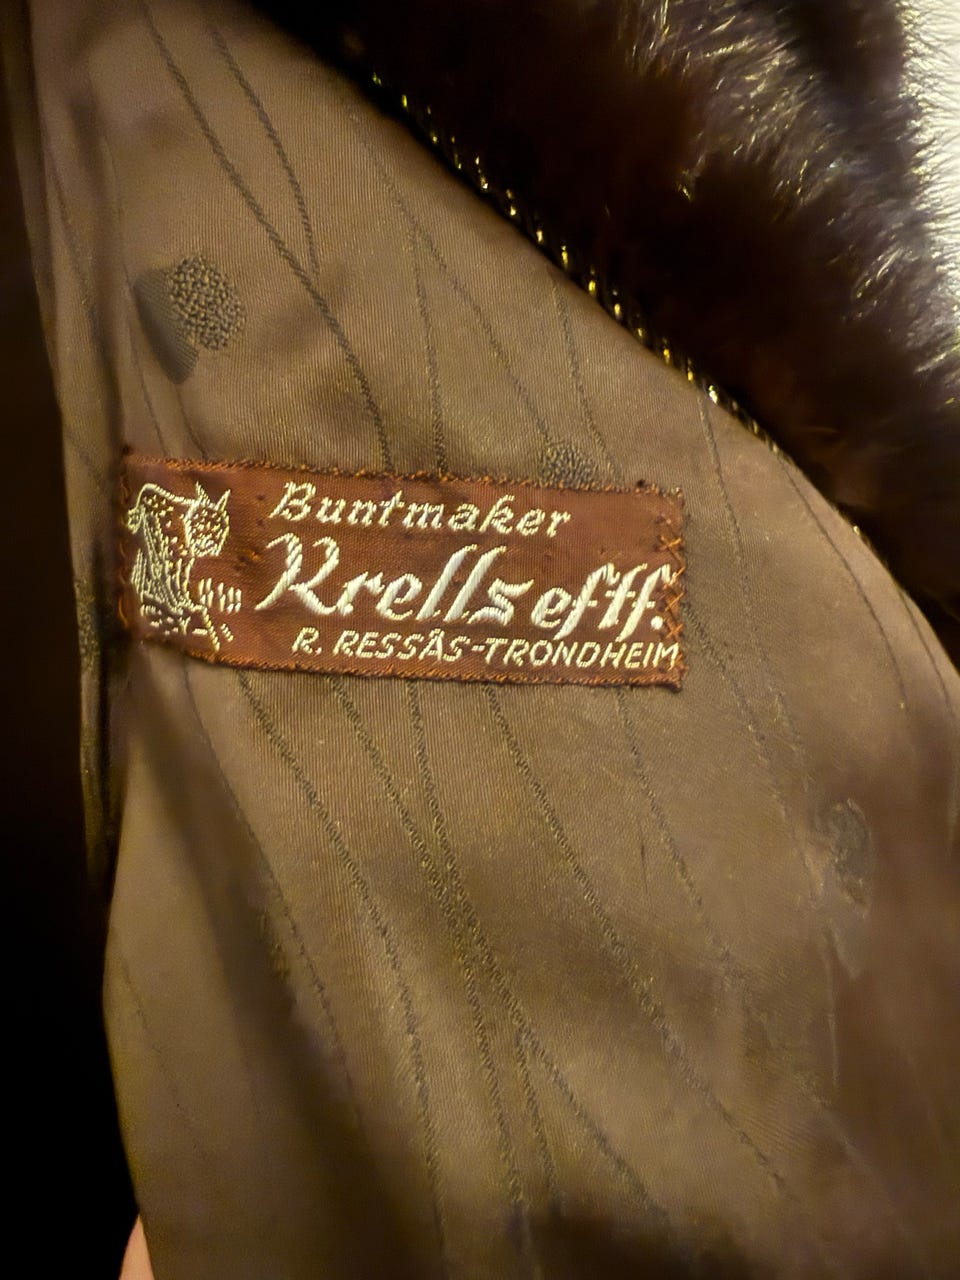 Buntmaker
Krells eftf.
R. RESSÅS-TRONDHEIM